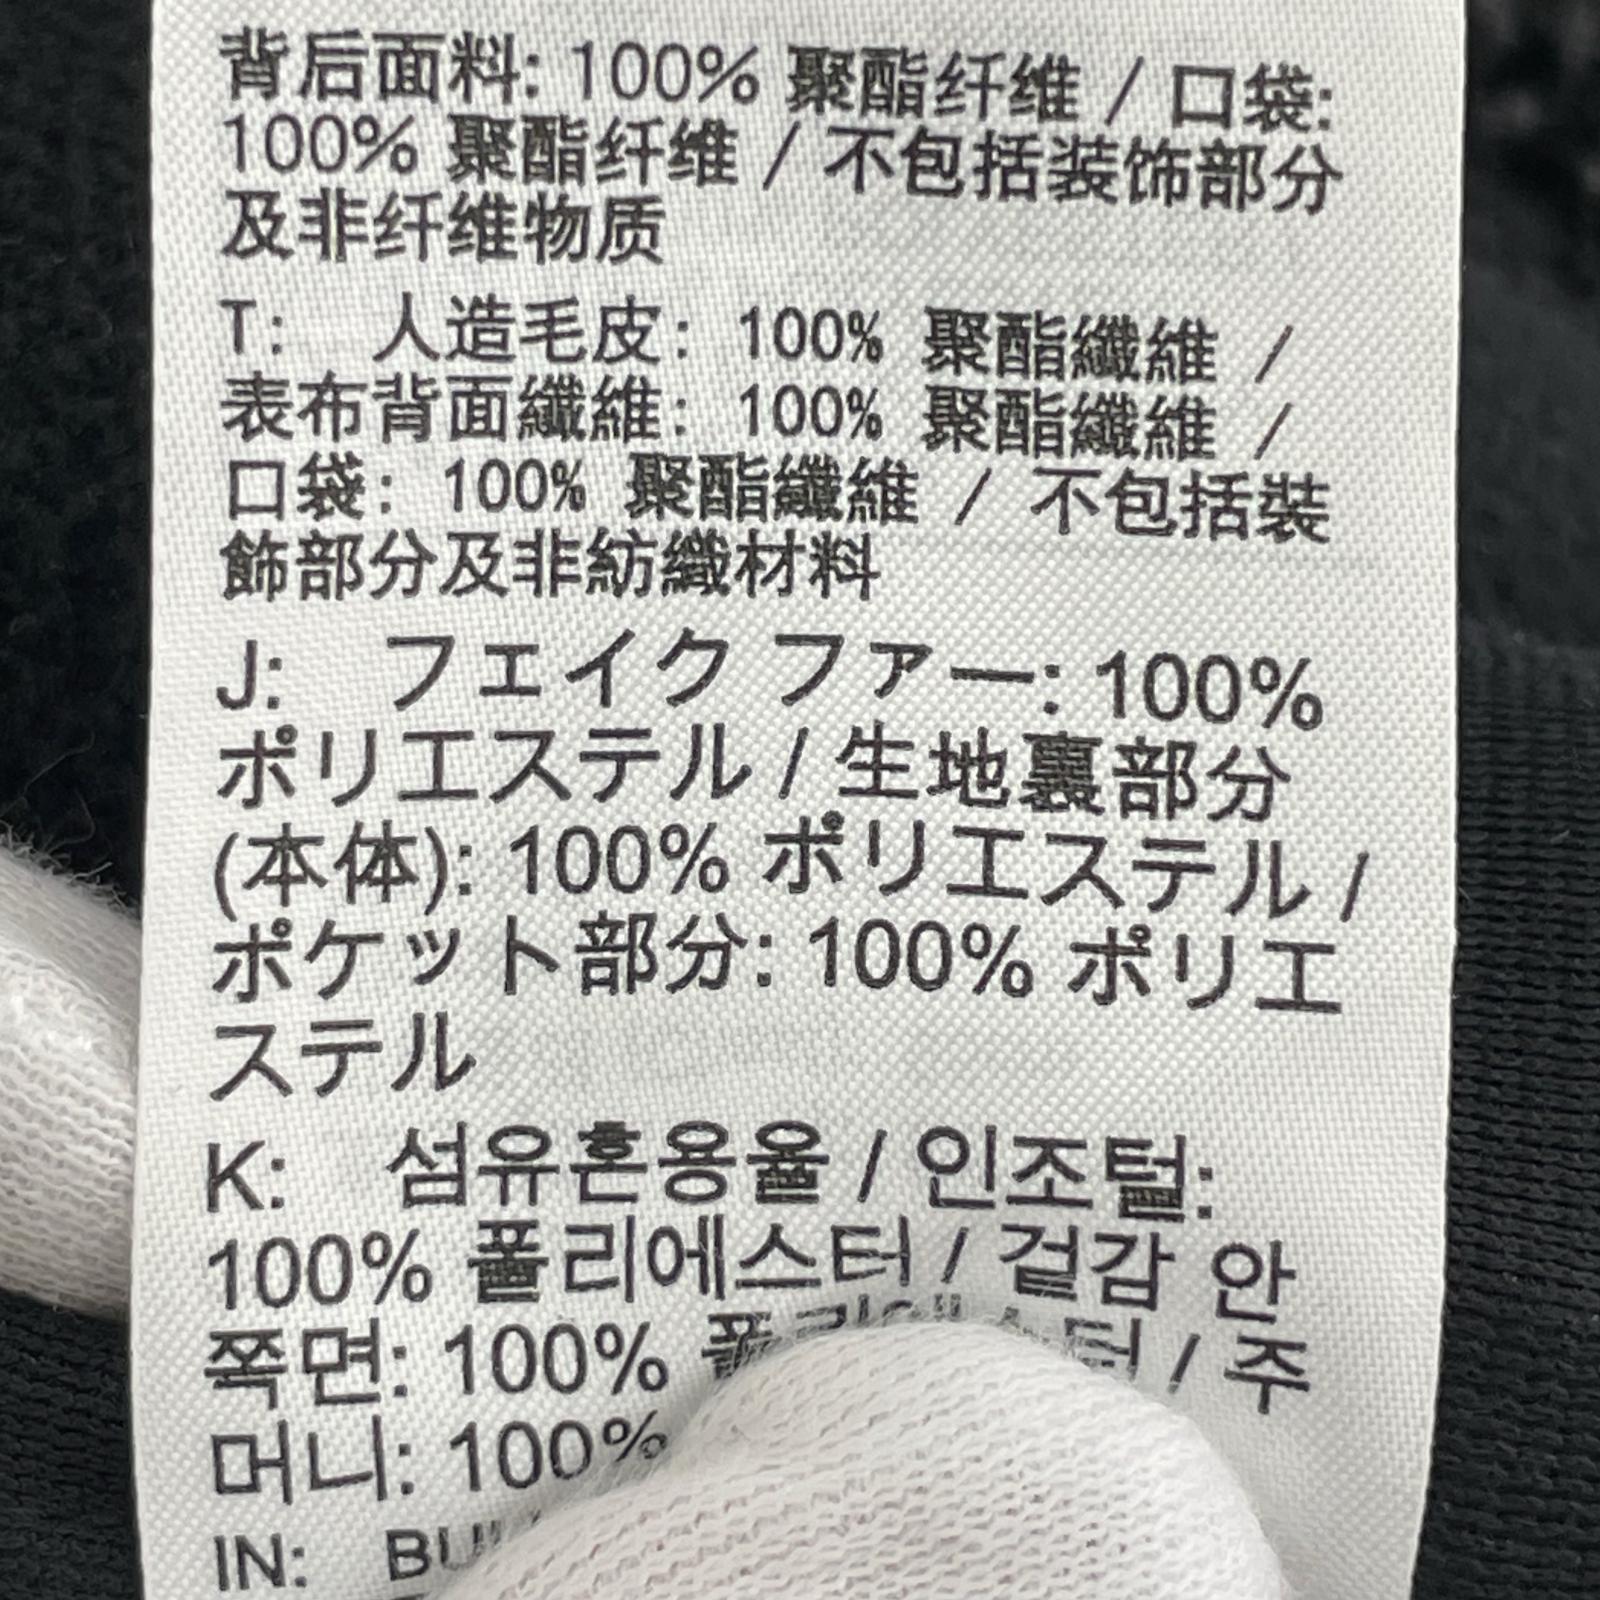 背后面料: 100% 聚酯纤维 / 口袋:
100% 聚酯纤维 / 不包括装饰部分
及非纤维物质
T: 人造毛皮: 100% 聚酯纖維 /
表布背面纖維: 100% 聚酯纖維 /
口袋: 100% 聚酯纖維 / 不包括裝
飾部分及非紡織材料
J: フェイク ファー: 100%
ポリエステル / 生地裏部分
(本体): 100% ポリエステル /
ポケット部分: 100% ポリエ
ステル
K: 섬유혼용율 / 인조털:
100% 폴리에스터 / 겉감 안
쪽면: 100% 폴리에스터 / 주
머니: 100%
IN: